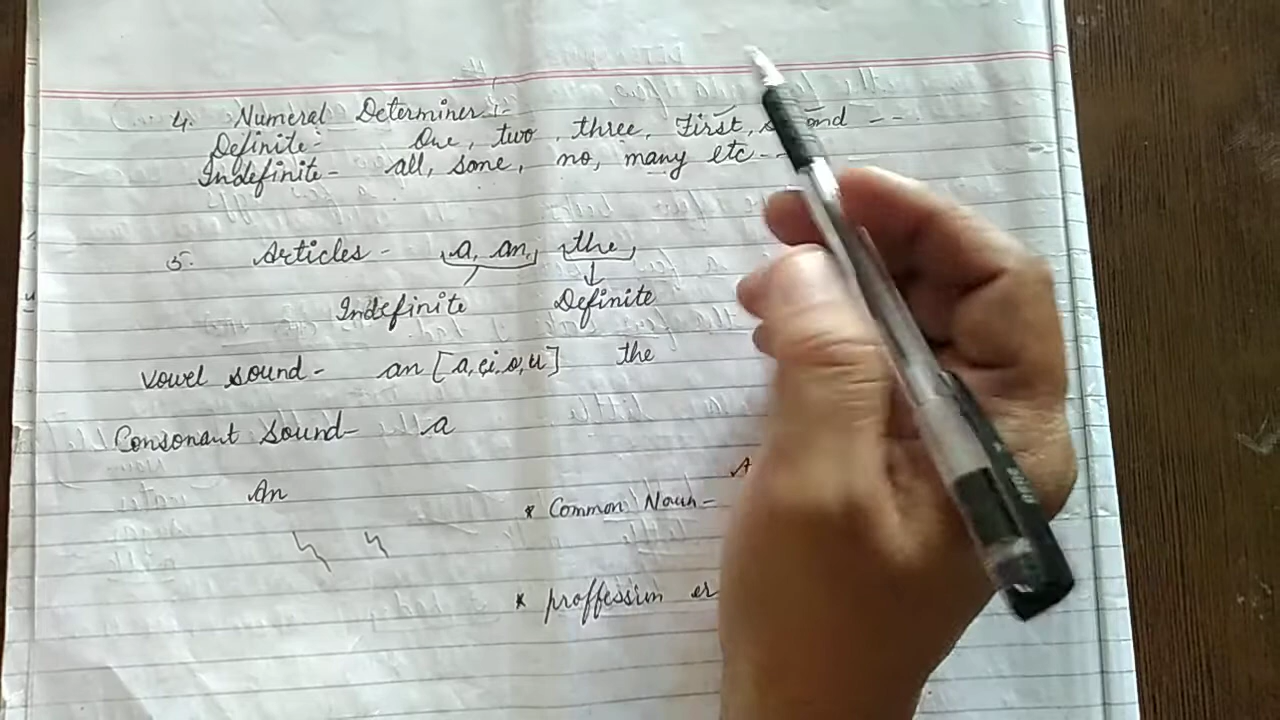 4. Numeral Determiner :-
Definite :- One, two, three, First, second --
Indefinite - all, some, no, many etc --
5. Articles - a, an, the
Indefinite Definite
vowel sound - an [a, e, i, o, u] the
Consonant sound - a
An
* Common Noun -
* proffession er